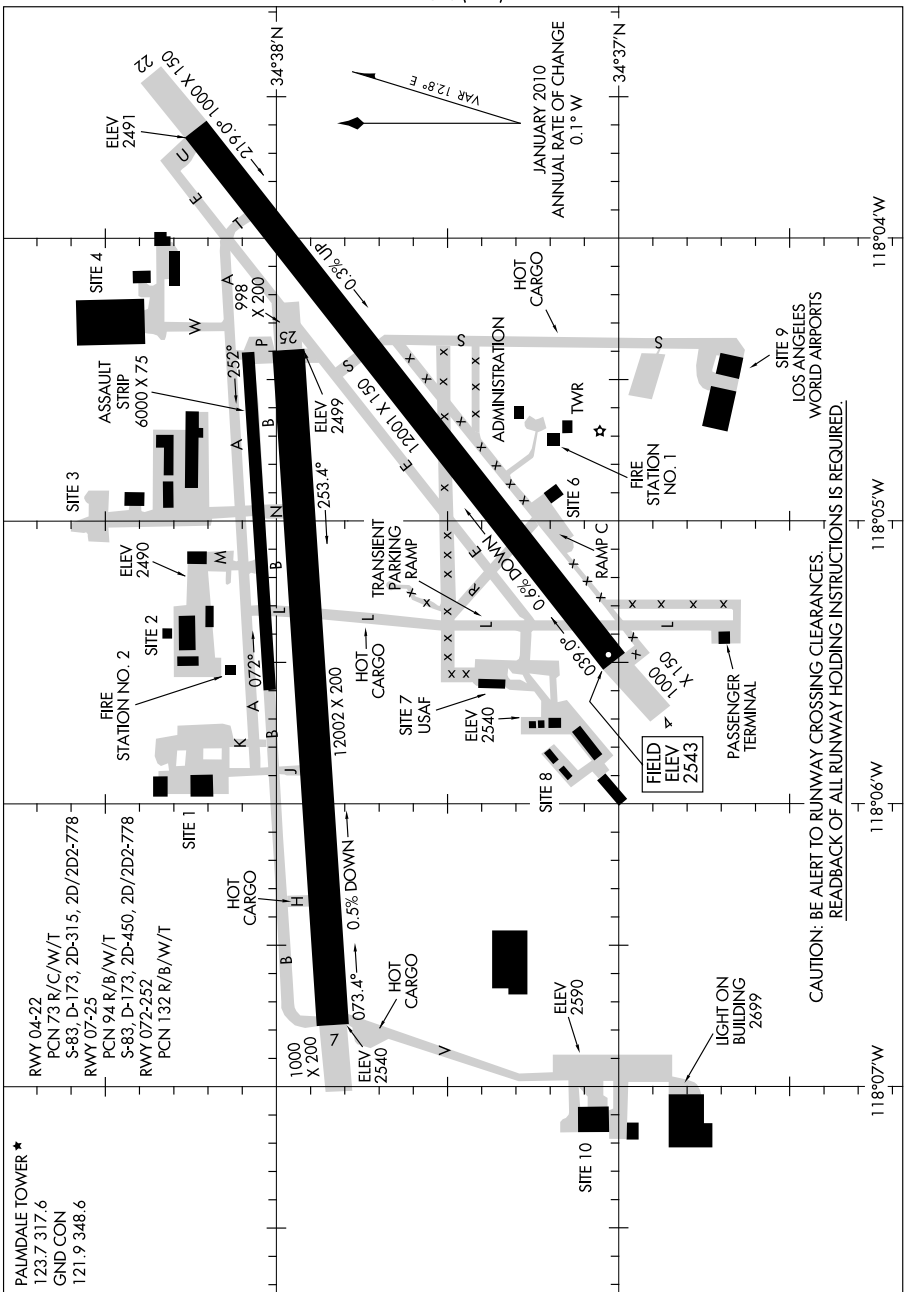 PALMDALE TOWER ★
123.7 317.6
GND CON
121.9 348.6
RWY 04-22
PCN 73 R/C/W/T
S-83, D-173, 2D-315, 2D/2D2-778
RWY 07-25
PCN 94 R/B/W/T
S-83, D-173, 2D-450, 2D/2D2-778
RWY 072-252
PCN 132 R/B/W/T
SITE 1
FIRE
STATION NO. 2
SITE 2
ELEV
2490
SITE 3
ASSAULT
STRIP
6000 X 75
SITE 4
ELEV
2491
22
1000 X 150
219.0°
34°38'N
U
E
T
W
A
998
X 200
P
252°
A
25
B
ELEV
2499
253.4°
N
M
B
L
072°
A
K
B
J
12002 X 200
HOT
CARGO
H
B
0.5% DOWN
073.4°
7
1000
X 200
ELEV
2540
HOT
CARGO
V
0.3% UP
S
12001 X 150
E
HOT
CARGO
L
TRANSIENT
PARKING
RAMP
R
E
0.6% DOWN
039.0°
L
SITE 7
USAF
ELEV
2540
SITE 8
FIELD
ELEV
2543
4
1000
X 150
L
PASSENGER
TERMINAL
RAMP C
SITE 6
FIRE
STATION
NO. 1
TWR
ADMINISTRATION
S
HOT
CARGO
S
SITE 9
LOS ANGELES
WORLD AIRPORTS
VAR 12.8° E
JANUARY 2010
ANNUAL RATE OF CHANGE
0.1° W
34°37'N
ELEV
2590
SITE 10
LIGHT ON
BUILDING
2699
CAUTION: BE ALERT TO RUNWAY CROSSING CLEARANCES.
READBACK OF ALL RUNWAY HOLDING INSTRUCTIONS IS REQUIRED.
118°07'W
118°06'W
118°05'W
118°04'W